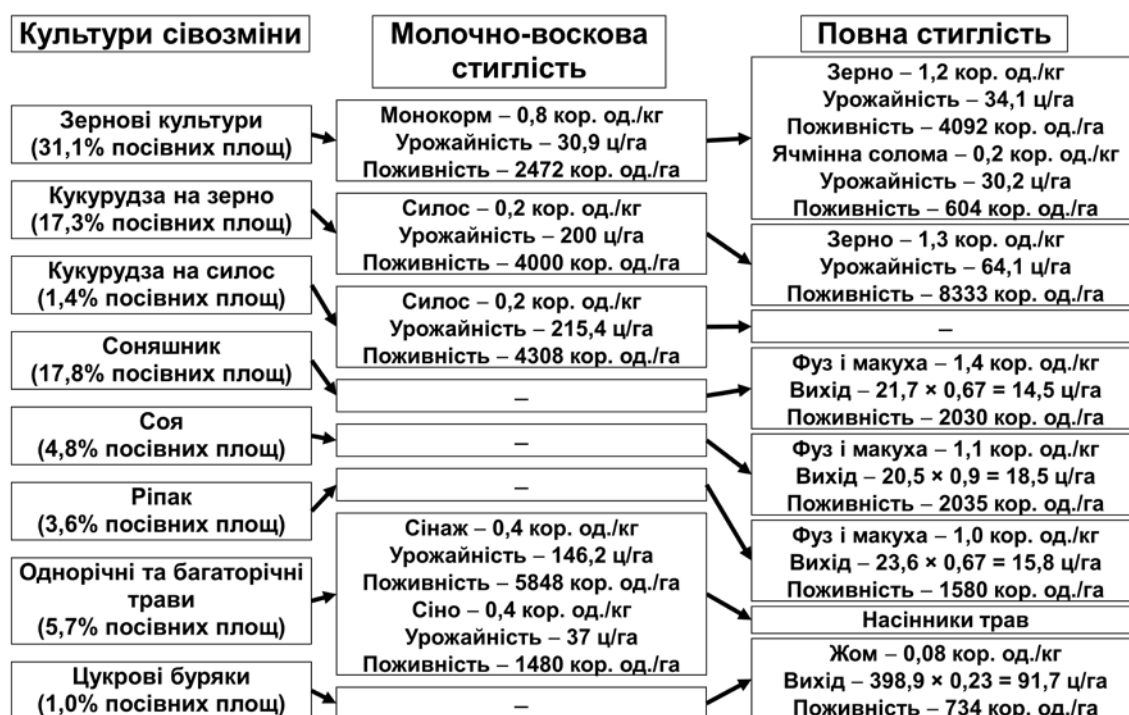 Культури сівозміни
Молочно-воскова
стиглість
Повна стиглість
Зернові культури
(31,1% посівних площ)
Кукурудза на зерно
(17,3% посівних площ)
Кукурудза на силос
(1,4% посівних площ)
Соняшник
(17,8% посівних площ)
Соя
(4,8% посівних площ)
Ріпак
(3,6% посівних площ)
Однорічні та багаторічні
трави
(5,7% посівних площ)
Цукрові буряки
(1,0% посівних площ)
Монокорм – 0,8 кор. од./кг
Урожайність – 30,9 ц/га
Поживність – 2472 кор. од./га
Силос – 0,2 кор. од./кг
Урожайність – 200 ц/га
Поживність – 4000 кор. од./га
Силос – 0,2 кор. од./кг
Урожайність – 215,4 ц/га
Поживність – 4308 кор. од./га
–
–
–
Сінаж – 0,4 кор. од./кг
Урожайність – 146,2 ц/га
Поживність – 5848 кор. од./га
Сіно – 0,4 кор. од./кг
Урожайність – 37 ц/га
Поживність – 1480 кор. од./га
–
Зерно – 1,2 кор. од./кг
Урожайність – 34,1 ц/га
Поживність – 4092 кор. од./га
Ячмінна солома – 0,2 кор. од./кг
Урожайність – 30,2 ц/га
Поживність – 604 кор. од./га
Зерно – 1,3 кор. од./кг
Урожайність – 64,1 ц/га
Поживність – 8333 кор. од./га
–
Фуз і макуха – 1,4 кор. од./кг
Вихід – 21,7 × 0,67 = 14,5 ц/га
Поживність – 2030 кор. од./га
Фуз і макуха – 1,1 кор. од./кг
Вихід – 20,5 × 0,9 = 18,5 ц/га
Поживність – 2035 кор. од./га
Фуз і макуха – 1,0 кор. од./кг
Вихід – 23,6 × 0,67 = 15,8 ц/га
Поживність – 1580 кор. од./га
Насінники трав
Жом – 0,08 кор. од./кг
Вихід – 398,9 × 0,23 = 91,7 ц/га
Поживність – 734 кор. од./га